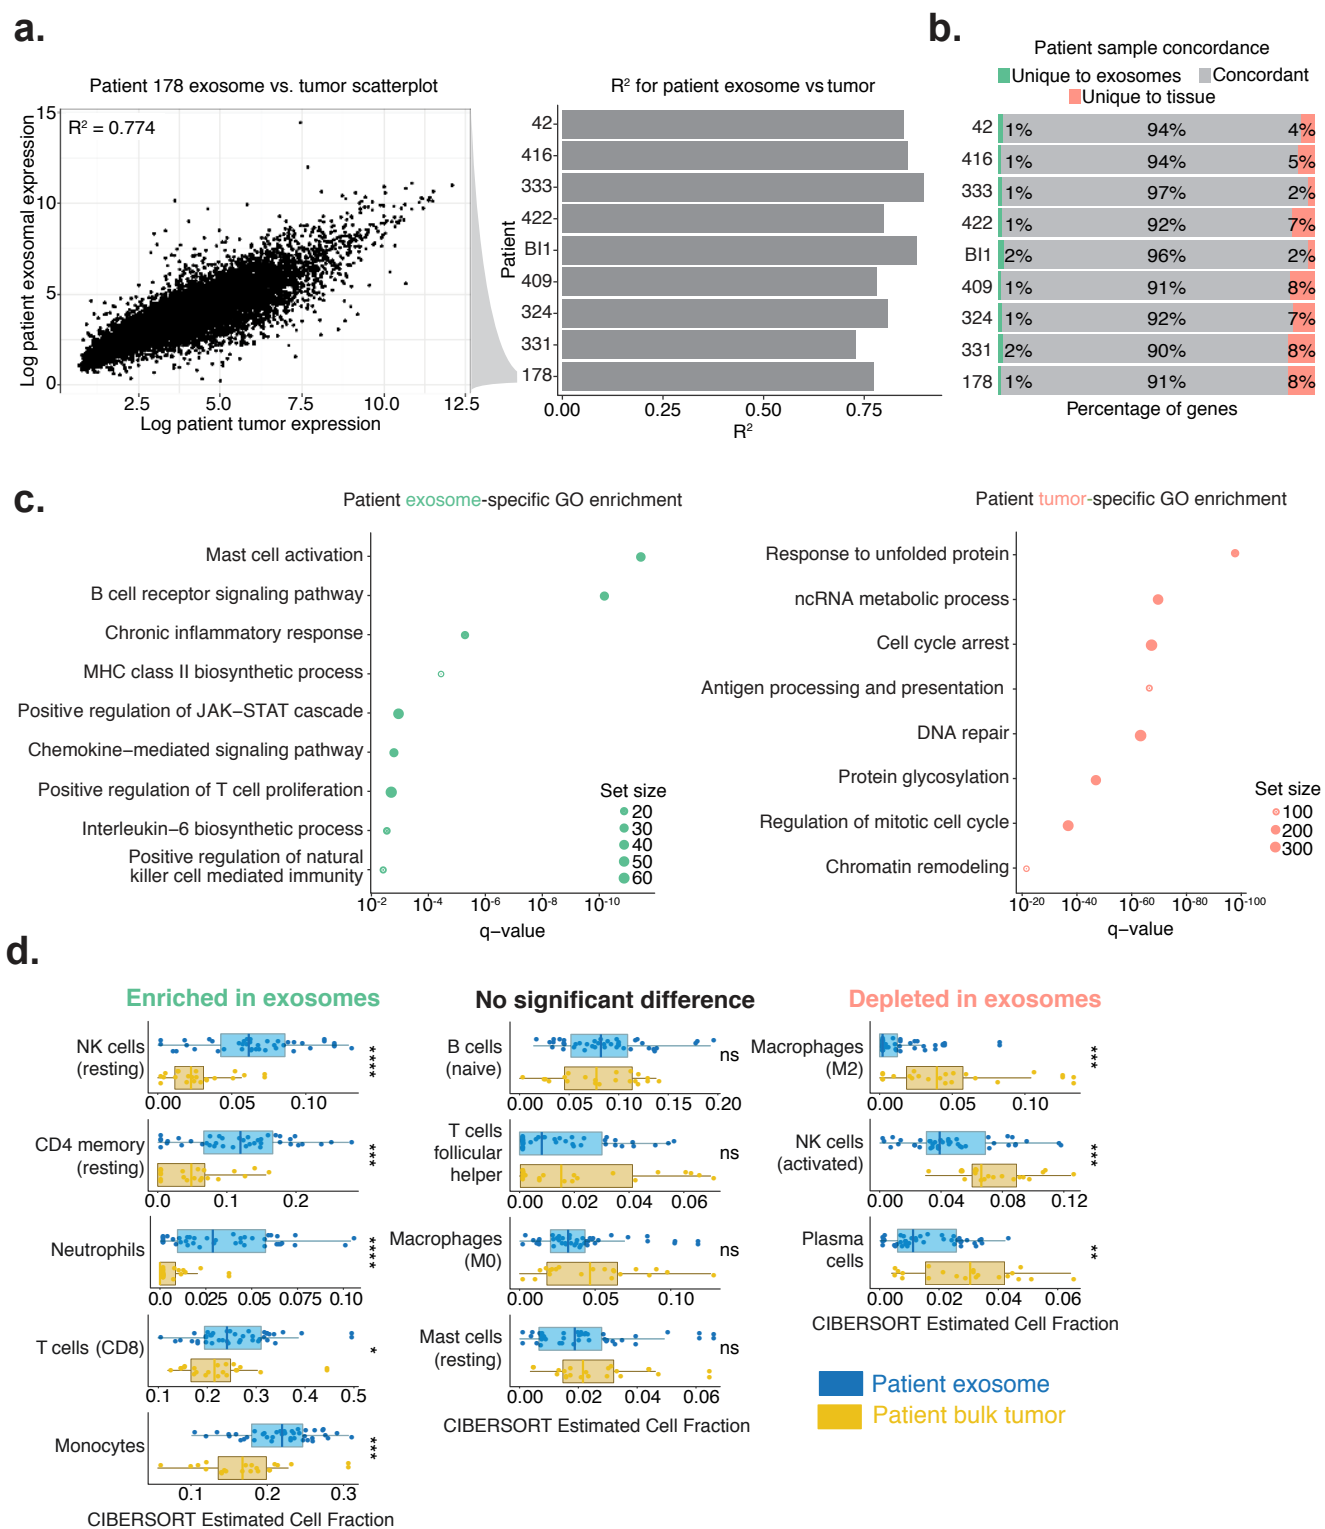 a.
Patient 178 exosome vs. tumor scatterplot
R² = 0.774
Log patient exosomal expression
15
10
5
0
2.5
5.0
7.5
10.0
12.5
Log patient tumor expression
R² for patient exosome vs tumor
Patient
42
416
333
422
BI1
409
324
331
178
0.00
0.25
0.50
0.75
R²
b.
Patient sample concordance
Unique to exosomes
Concordant
Unique to tissue
42 1% 94% 4%
416 1% 94% 5%
333 1% 97% 2%
422 1% 92% 7%
BI1 2% 96% 2%
409 1% 91% 8%
324 1% 92% 7%
331 2% 90% 8%
178 1% 91% 8%
Percentage of genes
c.
Patient exosome-specific GO enrichment
Mast cell activation
B cell receptor signaling pathway
Chronic inflammatory response
MHC class II biosynthetic process
Positive regulation of JAK−STAT cascade
Chemokine−mediated signaling pathway
Positive regulation of T cell proliferation
Interleukin−6 biosynthetic process
Positive regulation of natural
killer cell mediated immunity
Set size
20
30
40
50
60
10⁻² 10⁻⁴ 10⁻⁶ 10⁻⁸ 10⁻¹⁰
q−value
Patient tumor-specific GO enrichment
Response to unfolded protein
ncRNA metabolic process
Cell cycle arrest
Antigen processing and presentation
DNA repair
Protein glycosylation
Regulation of mitotic cell cycle
Chromatin remodeling
Set size
100
200
300
10⁻²⁰ 10⁻⁴⁰ 10⁻⁶⁰ 10⁻⁸⁰ 10⁻¹⁰⁰
q−value
d.
Enriched in exosomes
NK cells
(resting)
****
0.00 0.05 0.10
CD4 memory
(resting)
***
0.0 0.1 0.2
Neutrophils
****
0.0 0.025 0.05 0.075 0.10
T cells (CD8)
*
0.1 0.2 0.3 0.4 0.5
Monocytes
***
0.1 0.2 0.3
CIBERSORT Estimated Cell Fraction
No significant difference
B cells
(naive)
ns
0.00 0.05 0.10 0.15 0.20
T cells
follicular
helper
ns
0.00 0.02 0.04 0.06
Macrophages
(M0)
ns
0.00 0.05 0.10
Mast cells
(resting)
ns
0.00 0.02 0.04 0.06
CIBERSORT Estimated Cell Fraction
Depleted in exosomes
Macrophages
(M2)
***
0.00 0.05 0.10
NK cells
(activated)
***
0.00 0.04 0.08 0.12
Plasma
cells
**
0.00 0.02 0.04 0.06
CIBERSORT Estimated Cell Fraction
Patient exosome
Patient bulk tumor